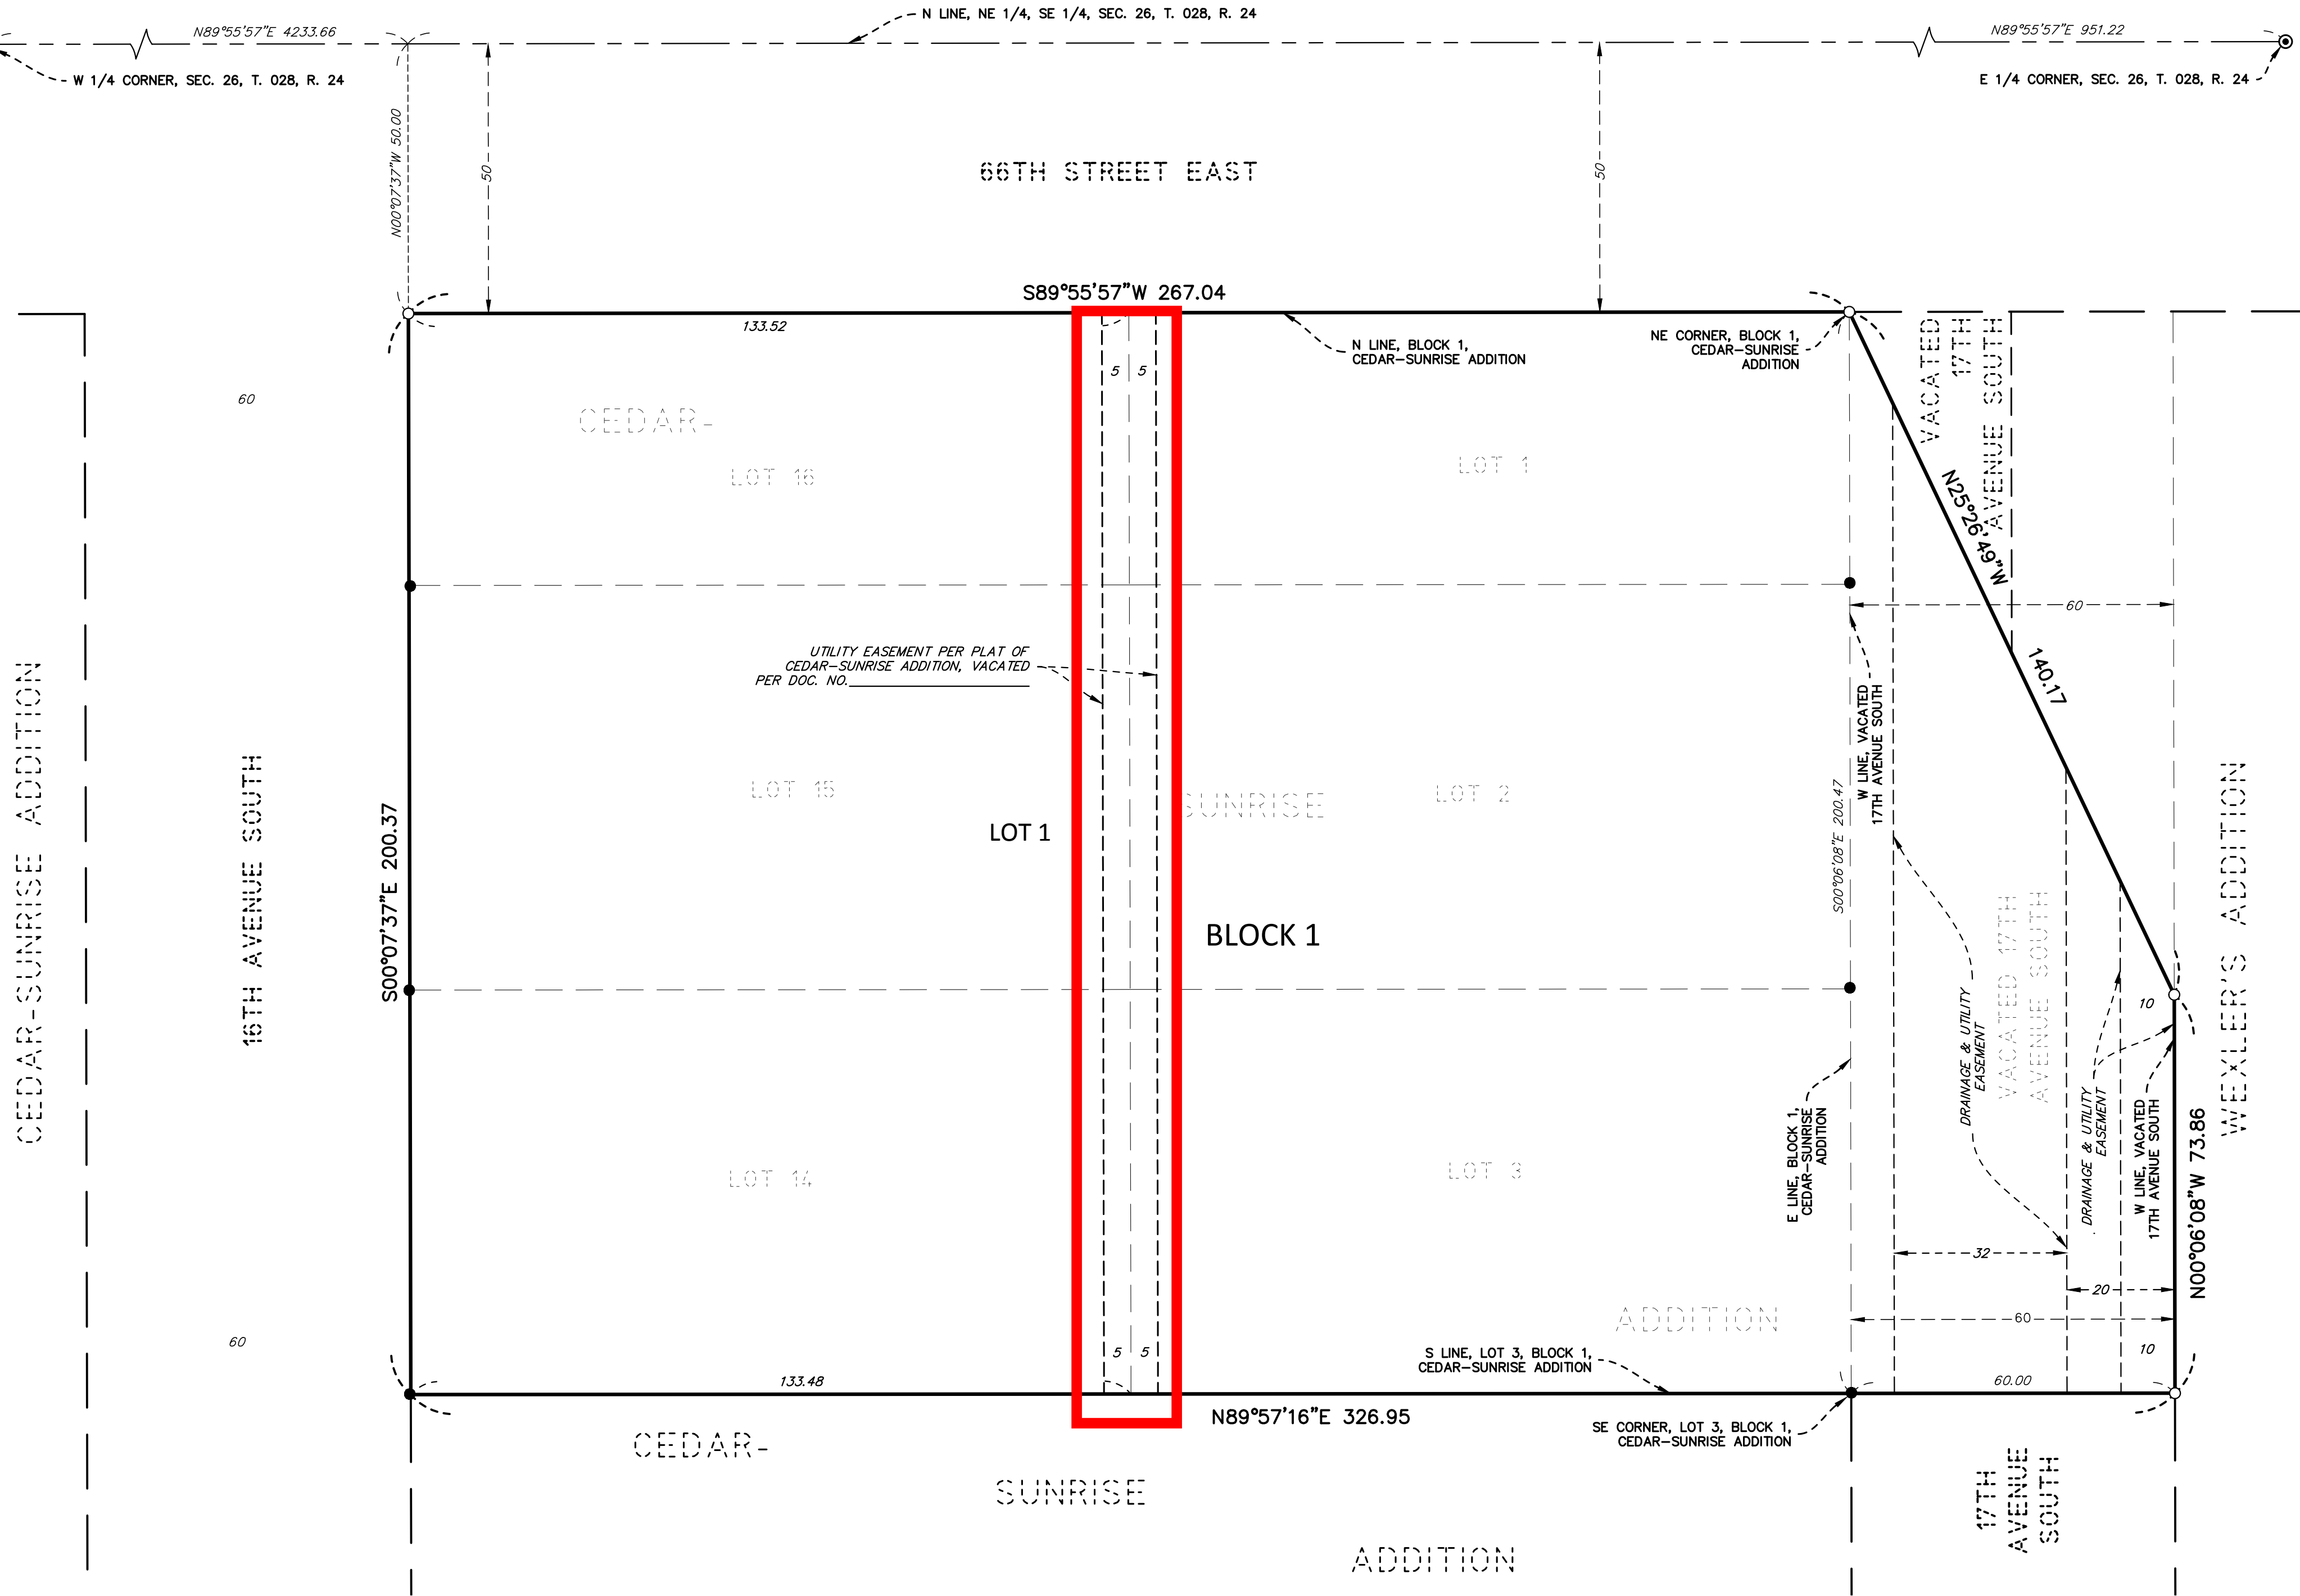 N89°55'57"E 4233.66
N LINE, NE 1/4, SE 1/4, SEC. 26, T. 028, R. 24
N89°55'57"E 951.22
W 1/4 CORNER, SEC. 26, T. 028, R. 24
E 1/4 CORNER, SEC. 26, T. 028, R. 24
N00°07'37"W 50.00
50
66TH STREET EAST
50
S89°55'57"W 267.04
133.52
N LINE, BLOCK 1,
CEDAR-SUNRISE ADDITION
NE CORNER, BLOCK 1,
CEDAR-SUNRISE
ADDITION
VACATED
17TH
AVENUE SOUTH
5
5
60
CEDAR-
LOT 16
LOT 1
N25°26'49"W
140.17
60
UTILITY EASEMENT PER PLAT OF
CEDAR-SUNRISE ADDITION, VACATED
PER DOC. NO.
W LINE, VACATED
17TH AVENUE SOUTH
CEDAR-SUNRISE ADDITION
16TH AVENUE SOUTH
S00°07'37"E 200.37
LOT 15
SUNRISE
LOT 2
LOT 1
BLOCK 1
S00°06'08"E 200.47
WEXLER'S ADDITION
VACATED 17TH
AVENUE SOUTH
DRAINAGE & UTILITY
EASEMENT
DRAINAGE & UTILITY
EASEMENT
10
W LINE, VACATED
17TH AVENUE SOUTH
N00°06'08"W 73.86
E LINE, BLOCK 1,
CEDAR-SUNRISE
ADDITION
LOT 14
LOT 3
32
20
60
10
60
ADDITION
5
5
S LINE, LOT 3, BLOCK 1,
CEDAR-SUNRISE ADDITION
133.48
60.00
N89°57'16"E 326.95
SE CORNER, LOT 3, BLOCK 1,
CEDAR-SUNRISE ADDITION
CEDAR-
SUNRISE
ADDITION
17TH
AVENUE
SOUTH